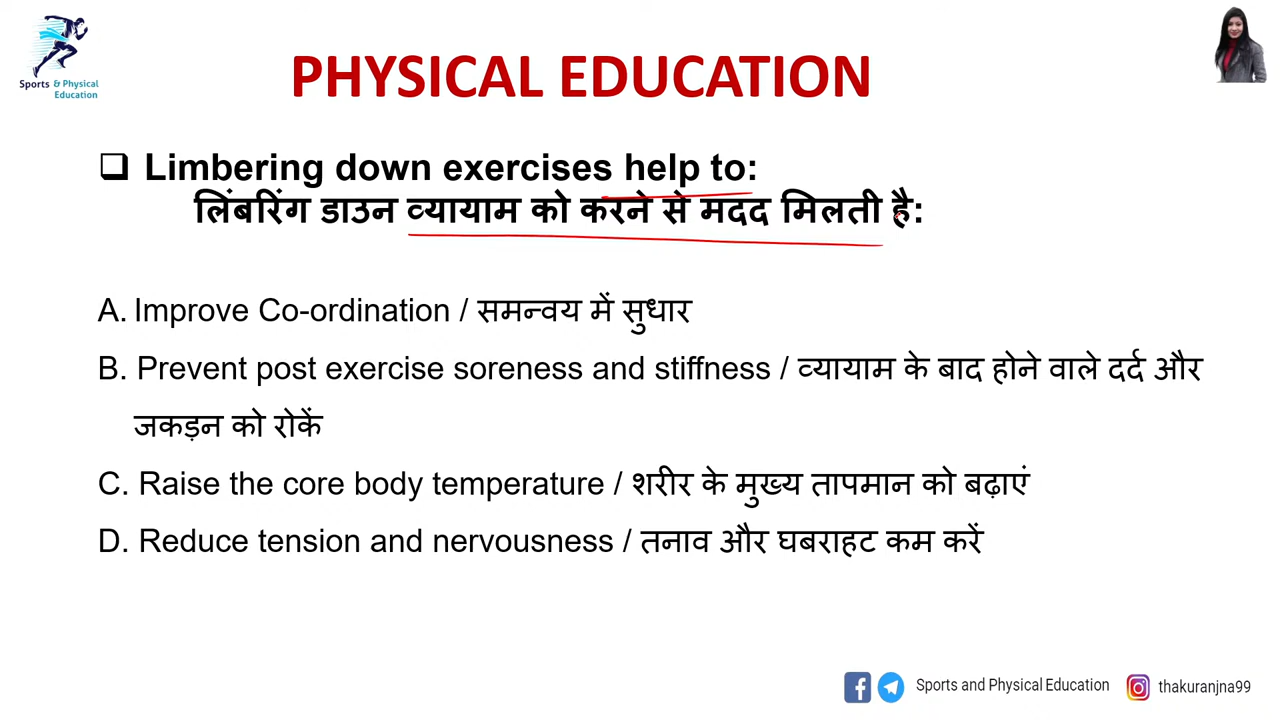 Sports & Physical
Education
PHYSICAL EDUCATION
❑ Limbering down exercises help to:
लिंबरिंग डाउन व्यायाम को करने से मदद मिलती है:
A. Improve Co-ordination / समन्वय में सुधार
B. Prevent post exercise soreness and stiffness / व्यायाम के बाद होने वाले दर्द और
जकड़न को रोकें
C. Raise the core body temperature / शरीर के मुख्य तापमान को बढ़ाएं
D. Reduce tension and nervousness / तनाव और घबराहट कम करें
Sports and Physical Education thakuranjna99